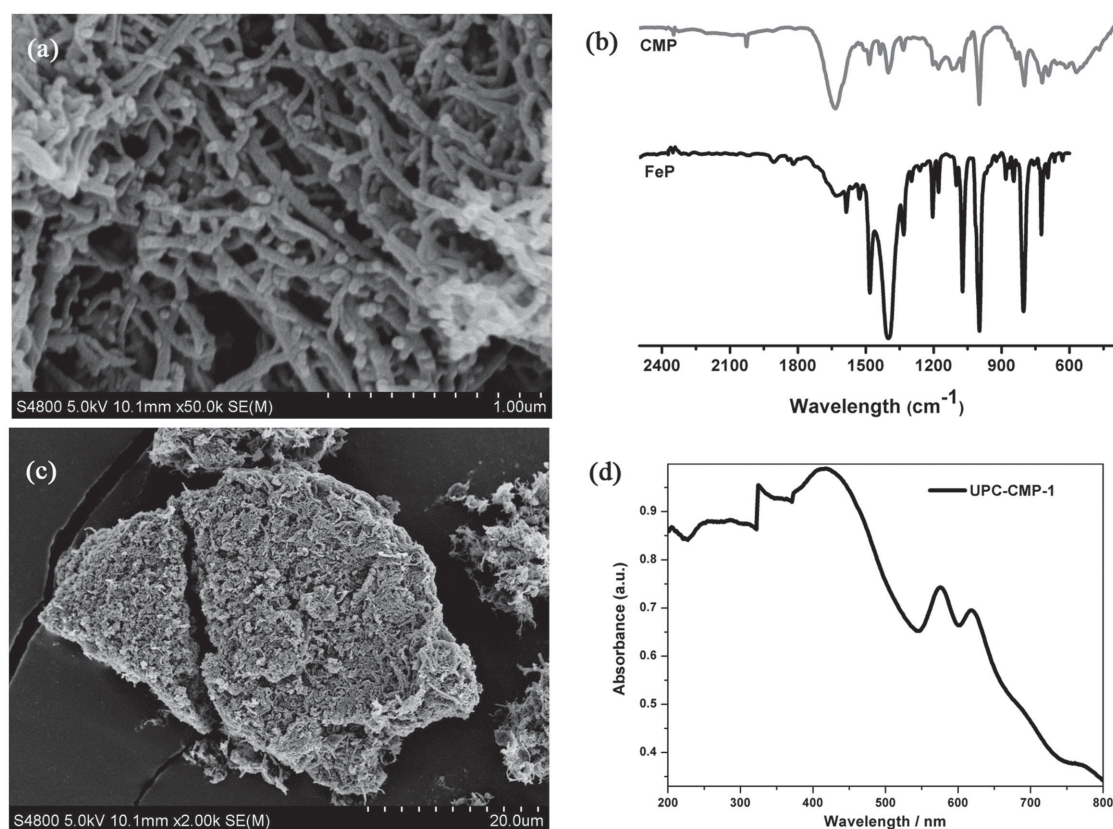 (a)
S4800 5.0kV 10.1mm x50.0k SE(M)
1.00um
(b)
CMP
FeP
2400 2100 1800 1500 1200 900 600
Wavelength (cm-1)
(c)
S4800 5.0kV 10.1mm x2.00k SE(M)
20.0um
(d)
UPC-CMP-1
0.9
0.8
0.7
0.6
0.5
0.4
Absorbance (a.u.)
200 300 400 500 600 700 800
Wavelength / nm